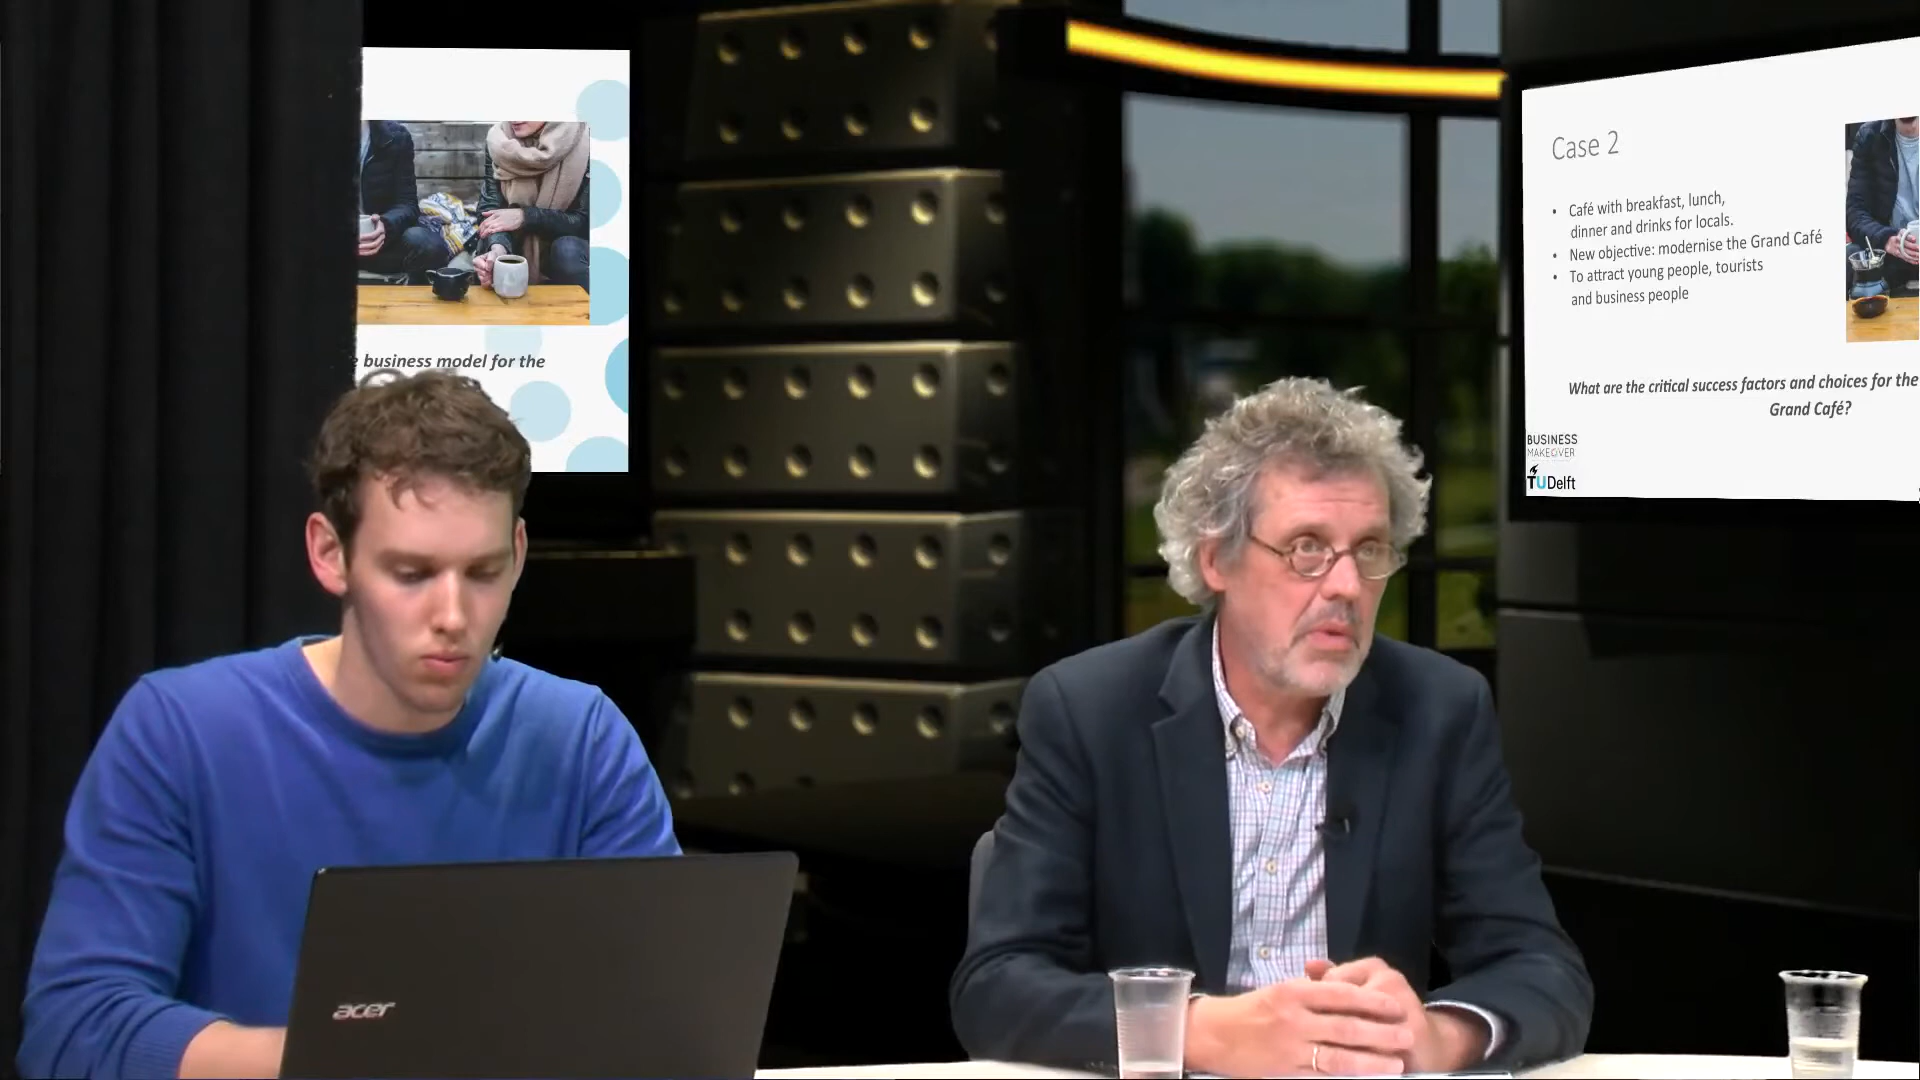 business model for the
Case 2
• Café with breakfast, lunch,
dinner and drinks for locals.
• New objective: modernise the Grand Café
• To attract young people, tourists
and business people
What are the critical success factors and choices for the
Grand Café?
BUSINESS
MAKEOVER
TUDelft
acer